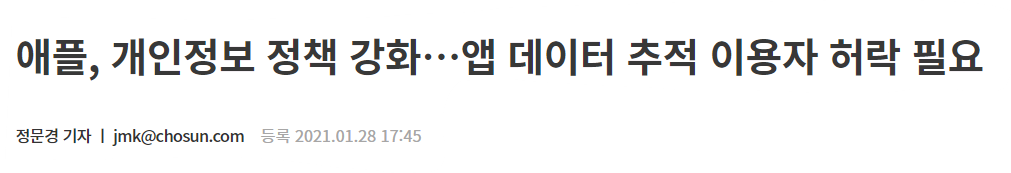 애플, 개인정보 정책 강화…앱 데이터 추적 이용자 허락 필요
정문경 기자 ㅣ jmk@chosun.com 등록 2021.01.28 17:45